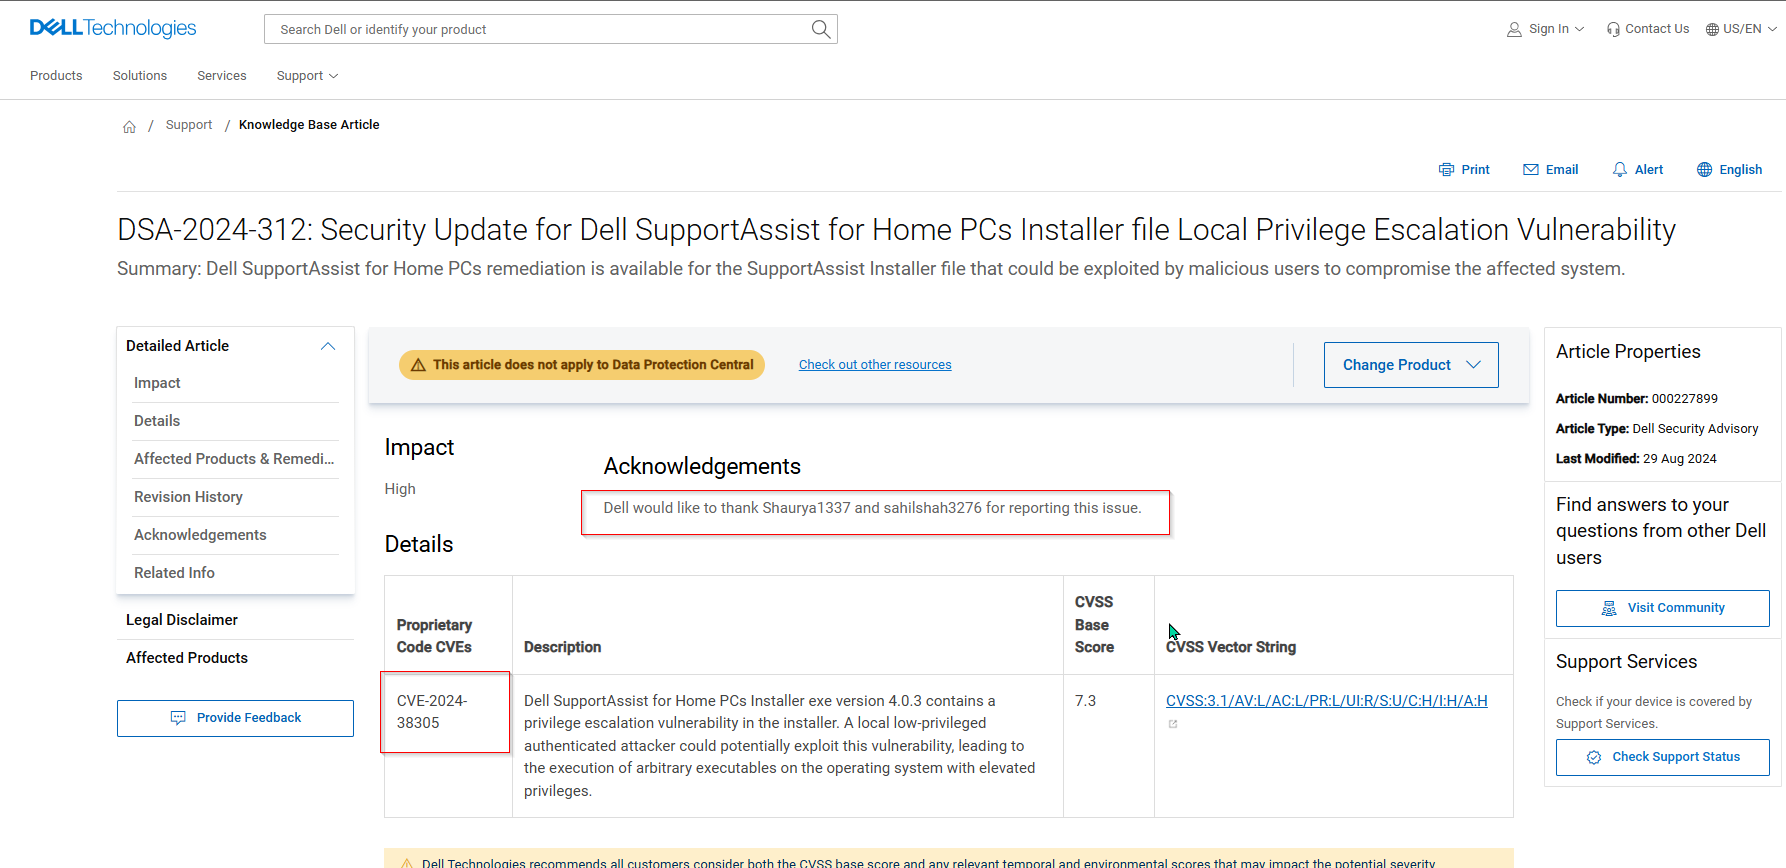 DELL Technologies
Search Dell or identify your product
Sign In
Contact Us
US/EN
Products
Solutions
Services
Support
/ Support / Knowledge Base Article
Print
Email
Alert
English
DSA-2024-312: Security Update for Dell SupportAssist for Home PCs Installer file Local Privilege Escalation Vulnerability
Summary: Dell SupportAssist for Home PCs remediation is available for the SupportAssist Installer file that could be exploited by malicious users to compromise the affected system.
Detailed Article
Impact
Details
Affected Products & Remedi...
Revision History
Acknowledgements
Related Info
Legal Disclaimer
Affected Products
Provide Feedback
This article does not apply to Data Protection Central
Check out other resources
Change Product
Impact
High
Acknowledgements
Dell would like to thank Shaurya1337 and sahilshah3276 for reporting this issue.
Details
Proprietary
Code CVEs
Description
CVSS
Base
Score
CVSS Vector String
CVE-2024-
38305
Dell SupportAssist for Home PCs Installer exe version 4.0.3 contains a
privilege escalation vulnerability in the installer. A local low-privileged
authenticated attacker could potentially exploit this vulnerability, leading to
the execution of arbitrary executables on the operating system with elevated
privileges.
7.3
CVSS:3.1/AV:L/AC:L/PR:L/UI:R/S:U/C:H/I:H/A:H
Dell Technologies recommends all customers consider both the CVSS base score and any relevant temporal and environmental scores that may impact the potential severity
Article Properties
Article Number: 000227899
Article Type: Dell Security Advisory
Last Modified: 29 Aug 2024
Find answers to your
questions from other Dell
users
Visit Community
Support Services
Check if your device is covered by
Support Services.
Check Support Status